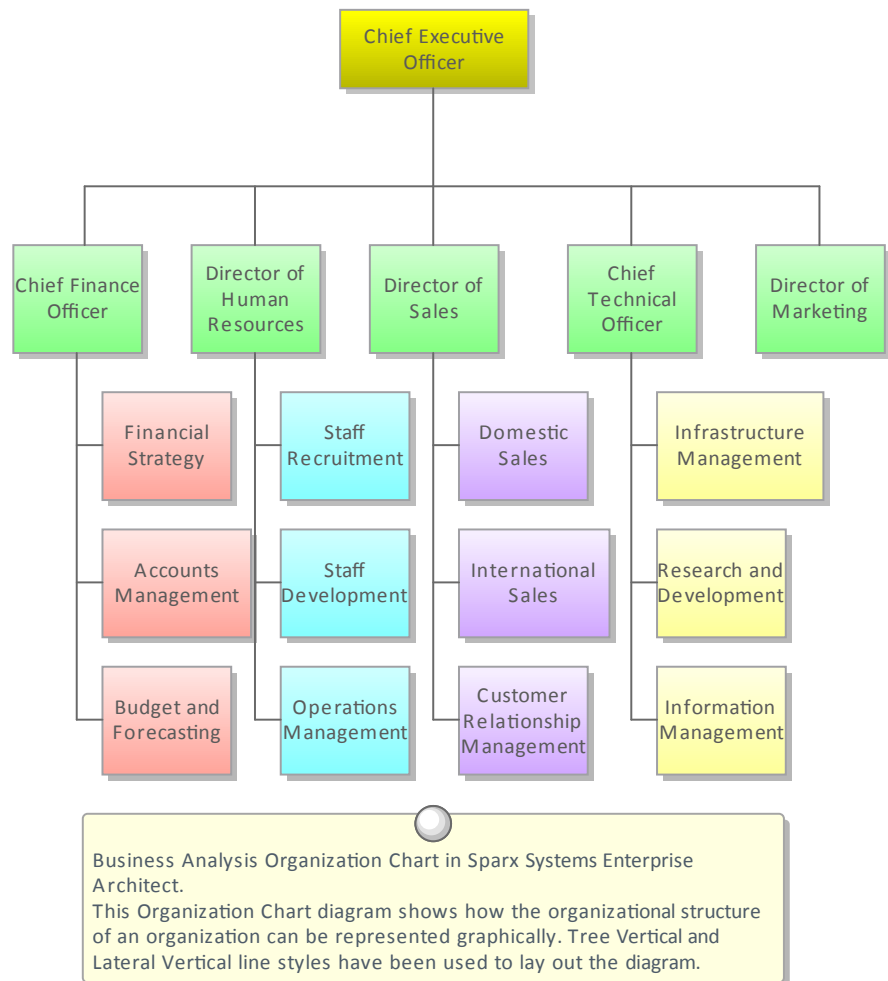 Chief Executive
Officer
Chief Finance
Officer
Director of
Human
Resources
Director of
Sales
Chief
Technical
Officer
Director of
Marketing
Financial
Strategy
Staff
Recruitment
Domestic
Sales
Infrastructure
Management
Accounts
Management
Staff
Development
International
Sales
Research and
Development
Budget and
Forecasting
Operations
Management
Customer
Relationship
Management
Information
Management
Business Analysis Organization Chart in Sparx Systems Enterprise
Architect.
This Organization Chart diagram shows how the organizational structure
of an organization can be represented graphically. Tree Vertical and
Lateral Vertical line styles have been used to lay out the diagram.